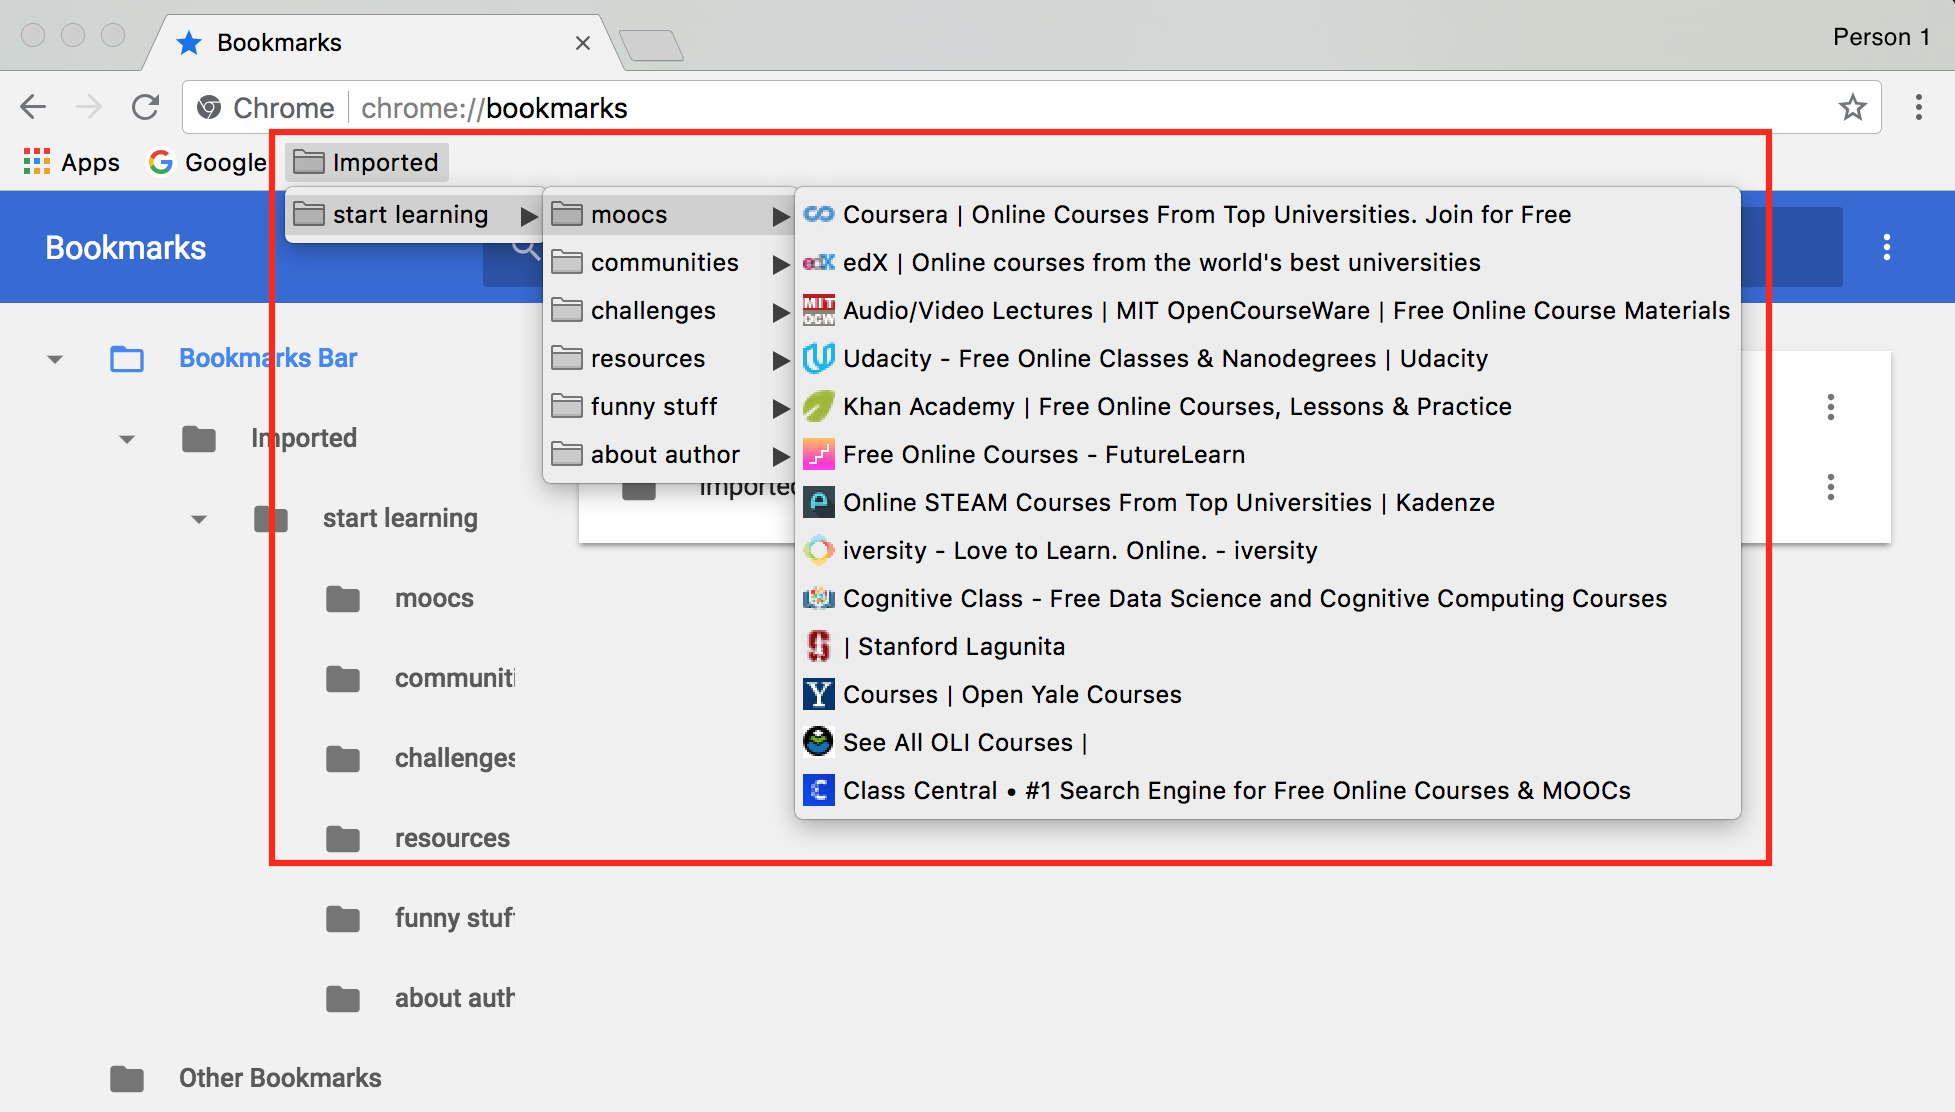 Bookmarks
Person 1
Chrome chrome://bookmarks
Apps Google Imported
Bookmarks
start learning
moocs
communities
challenges
resources
funny stuff
about author
Coursera | Online Courses From Top Universities. Join for Free
edX | Online courses from the world's best universities
MIT OCW Audio/Video Lectures | MIT OpenCourseWare | Free Online Course Materials
Udacity - Free Online Classes & Nanodegrees | Udacity
Khan Academy | Free Online Courses, Lessons & Practice
Free Online Courses - FutureLearn
Online STEAM Courses From Top Universities | Kadenze
iversity - Love to Learn. Online. - iversity
Cognitive Class - Free Data Science and Cognitive Computing Courses
| Stanford Lagunita
Courses | Open Yale Courses
See All OLI Courses |
Class Central • #1 Search Engine for Free Online Courses & MOOCs
Bookmarks Bar
Imported
start learning
moocs
communiti
challenges
resources
funny stuf
about auth
Other Bookmarks
Imported